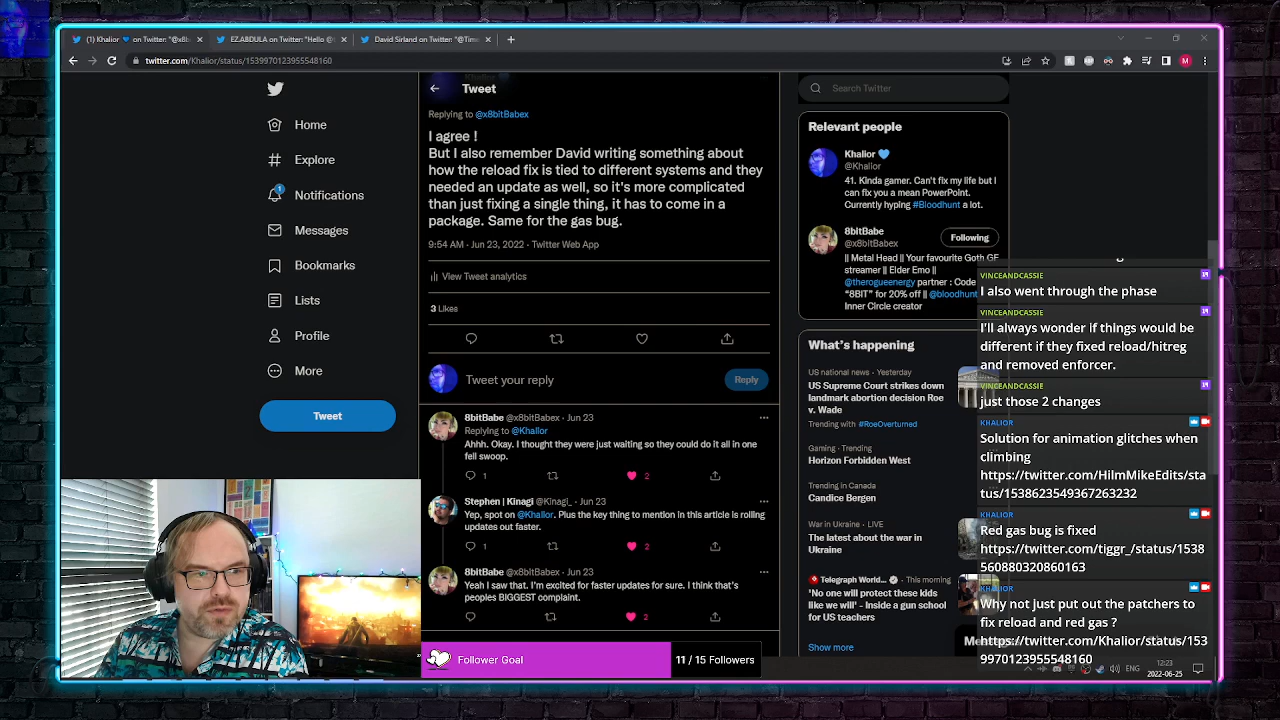 (1) Khalior 💙 on Twitter: "@x8b
EZ.ABDULA on Twitter: "Hello @
David Sirland on Twitter: "@Tim
twitter.com/Khalior/status/1539970123955548160
M
Tweet
Search Twitter
Home
Explore
Notifications
1
Messages
Bookmarks
Lists
Profile
More
Tweet
Replying to @x8bitBabex
I agree !
But I also remember David writing something about
how the reload fix is tied to different systems and they
needed an update as well, so it's more complicated
than just fixing a single thing, it has to come in a
package. Same for the gas bug.
9:54 AM · Jun 23, 2022 · Twitter Web App
View Tweet analytics
3 Likes
Tweet your reply
Reply
8bitBabe @x8bitBabex · Jun 23
Replying to @Khalior
Ahhh. Okay. I thought they were just waiting so they could do it all in one
fell swoop.
1
2
Stephen | Kinagi @Kinagi_ · Jun 23
Yep, spot on @Khalior. Plus the key thing to mention in this article is rolling
updates out faster.
1
2
8bitBabe @x8bitBabex · Jun 23
Yeah I saw that. I'm excited for faster updates for sure. I think that's
peoples BIGGEST complaint.
2
Relevant people
Khalior 💙
@Khalior
41. Kinda gamer. Can't fix my life but I
can fix you a mean PowerPoint.
Currently hyping #Bloodhunt a lot.
8bitBabe
@x8bitBabex
Following
|| Metal Head || Your favourite Goth GF
streamer || Elder Emo ||
@therogueenergy partner : Code
"8BIT" for 20% off || @bloodhunt
Inner Circle creator
What's happening
US national news · Yesterday
US Supreme Court strikes down
landmark abortion decision Roe
v. Wade
Trending with #RoeOverturned
Gaming · Trending
Horizon Forbidden West
Trending in Canada
Candice Bergen
War in Ukraine · LIVE
The latest about the war in
Ukraine
Telegraph World... · This morning
'No one will protect these kids
like we will' - Inside a gun school
for US teachers
Show more
VINCEANDCASSIE
I also went through the phase
VINCEANDCASSIE
I'll always wonder if things would be
different if they fixed reload/hitreg
and removed enforcer.
VINCEANDCASSIE
just those 2 changes
KHALIOR
Solution for animation glitches when
climbing
https://twitter.com/HilmMikeEdits/sta
tus/1538623549367263232
KHALIOR
Red gas bug is fixed
https://twitter.com/tiggr_/status/1538
560880320860163
KHALIOR
Why not just put out the patchers to
fix reload and red gas ?
https://twitter.com/Khalior/status/153
9970123955548160
Follower Goal
11 / 15 Followers
ENG
12:23
2022-06-25